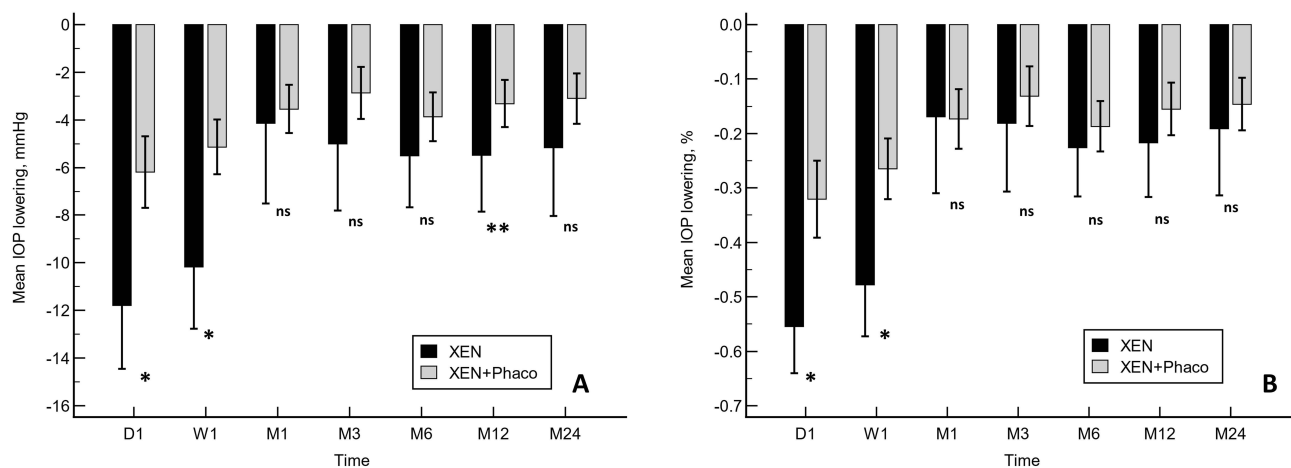 Mean IOP lowering, mmHg
0
-2
-4
-6
-8
-10
-12
-14
-16
*
*
ns
ns
ns
**
ns
XEN
XEN+Phaco
A
D1 W1 M1 M3 M6 M12 M24
Time
Mean IOP lowering, %
0.0
-0.1
-0.2
-0.3
-0.4
-0.5
-0.6
-0.7
*
*
ns
ns
ns
ns
ns
XEN
XEN+Phaco
B
D1 W1 M1 M3 M6 M12 M24
Time